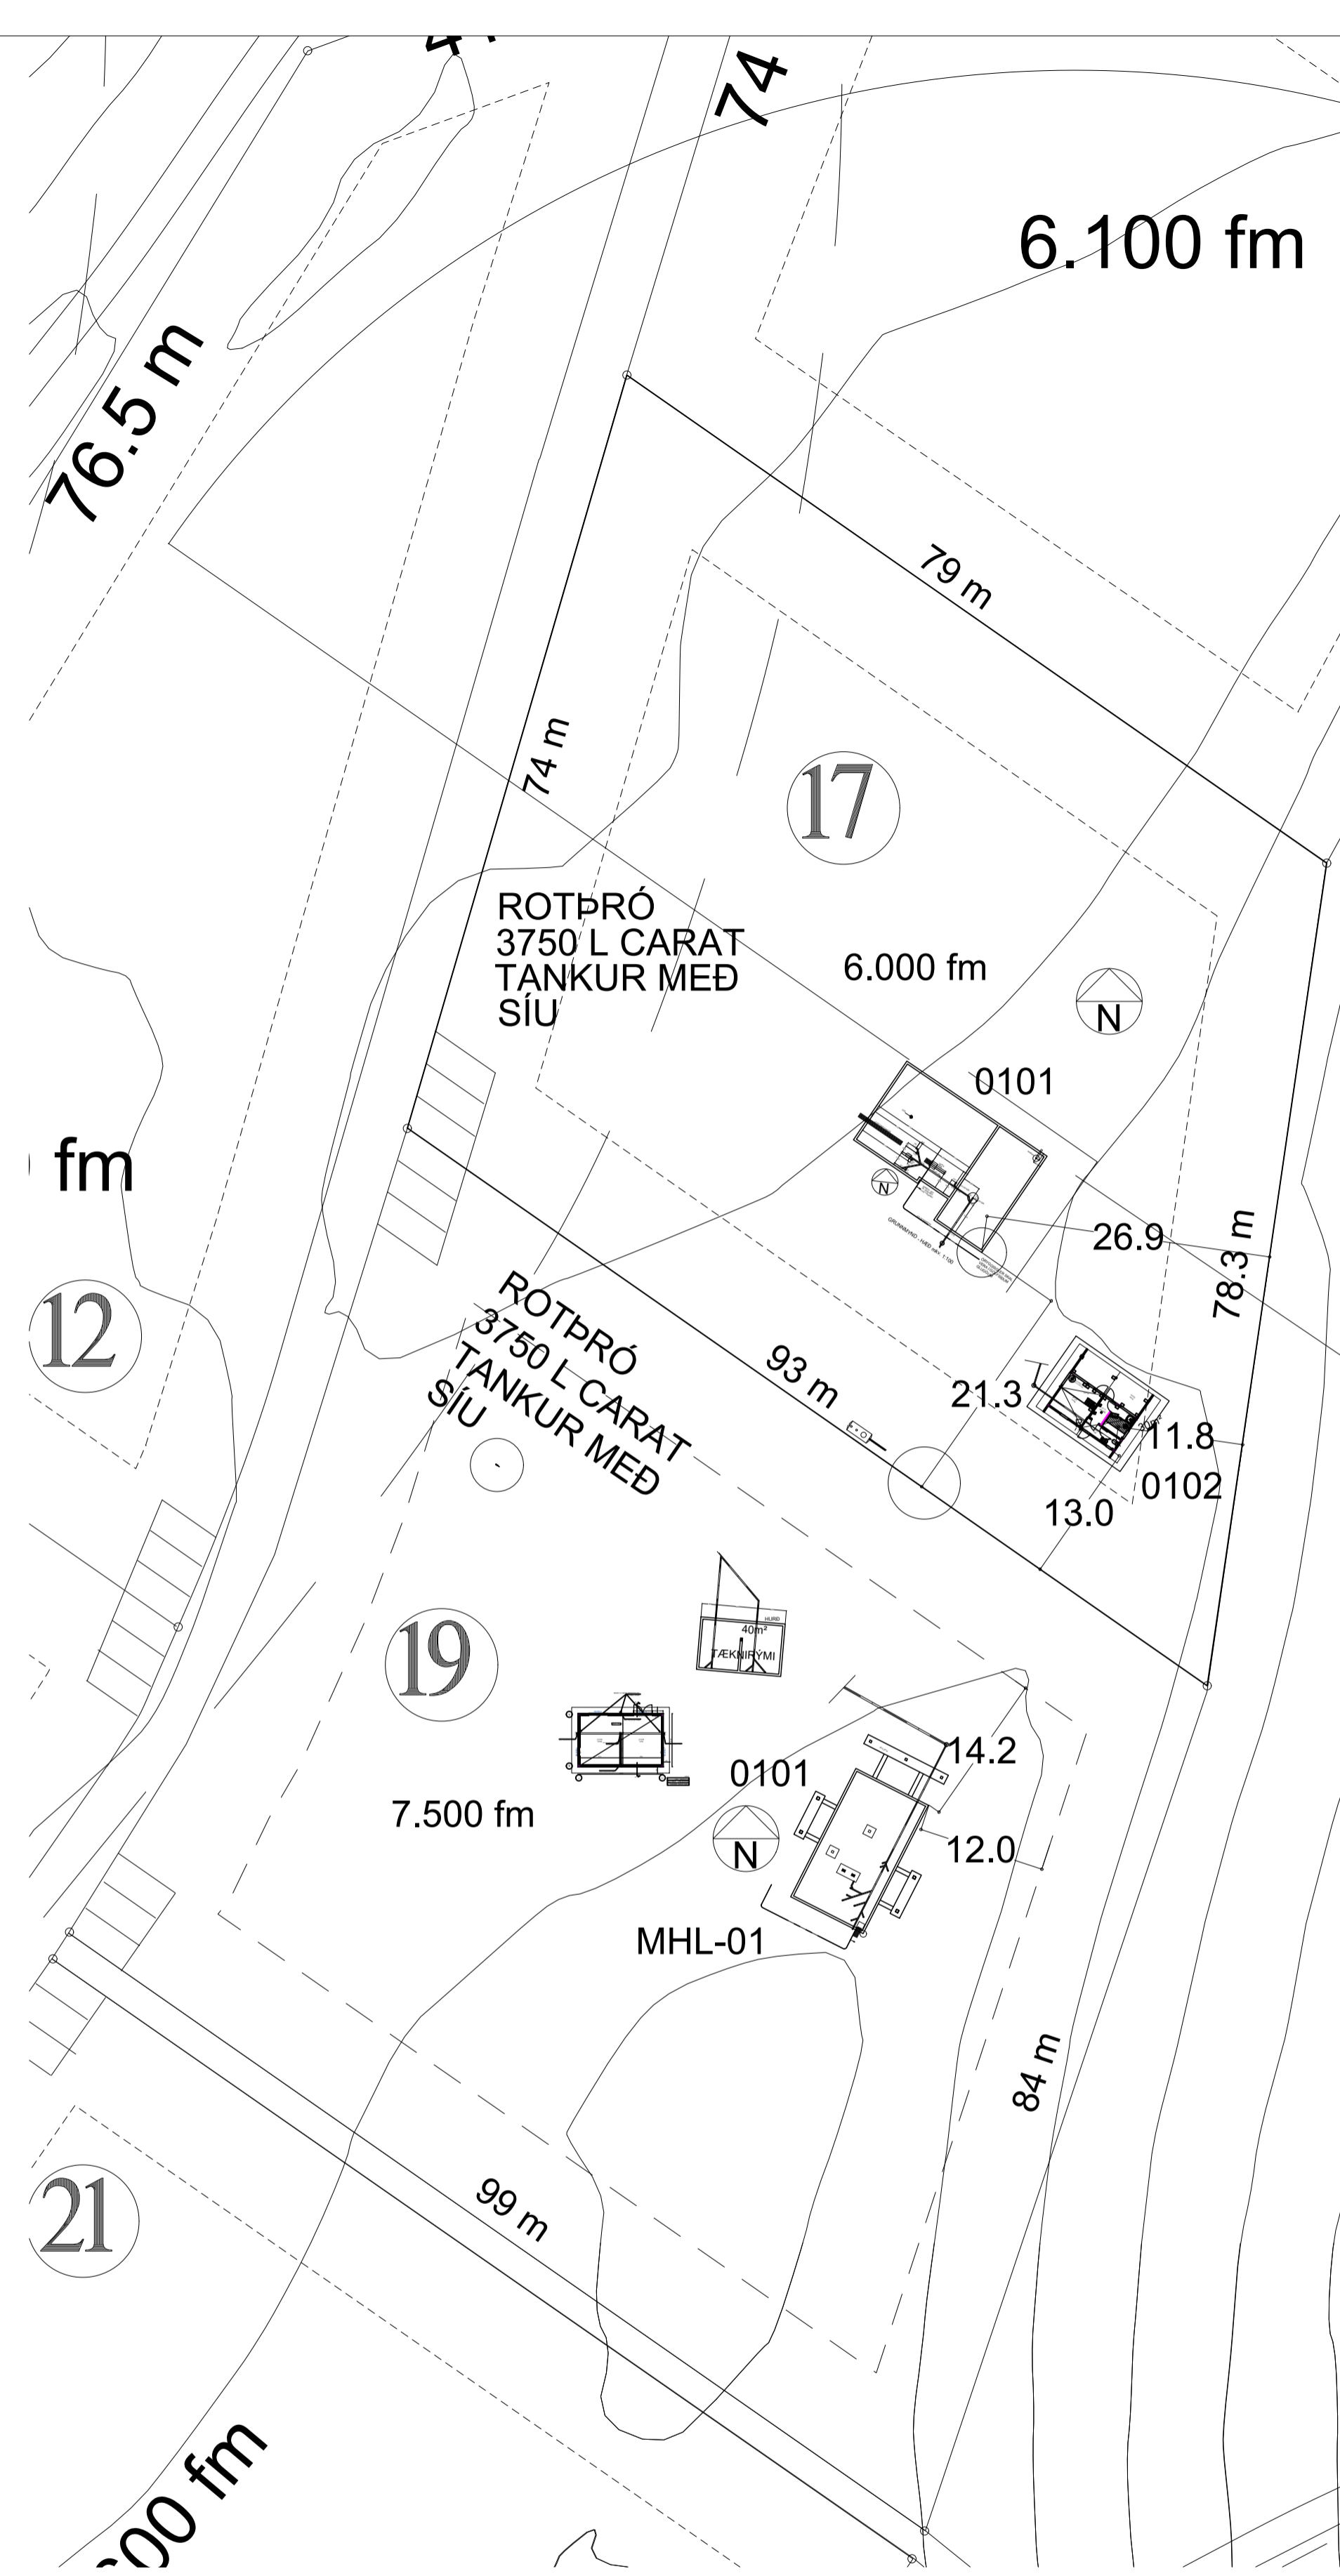 74
6.100 fm
76.5 m
79 m
74 m
17
ROTÞRÓ
3750 L CARAT
TANKUR MEÐ
SÍU
6.000 fm
N
0101
fm
N
26.9
78.3 m
12
ROTÞRÓ
3750 L CARAT
TANKUR MEÐ
SÍU
93 m
21.3
11.8
0102
13.0
19
HURÐ
40m²
TÆKNIRÝMI
14.2
0101
7.500 fm
N
12.0
MHL-01
84 m
21
99 m
00 fm